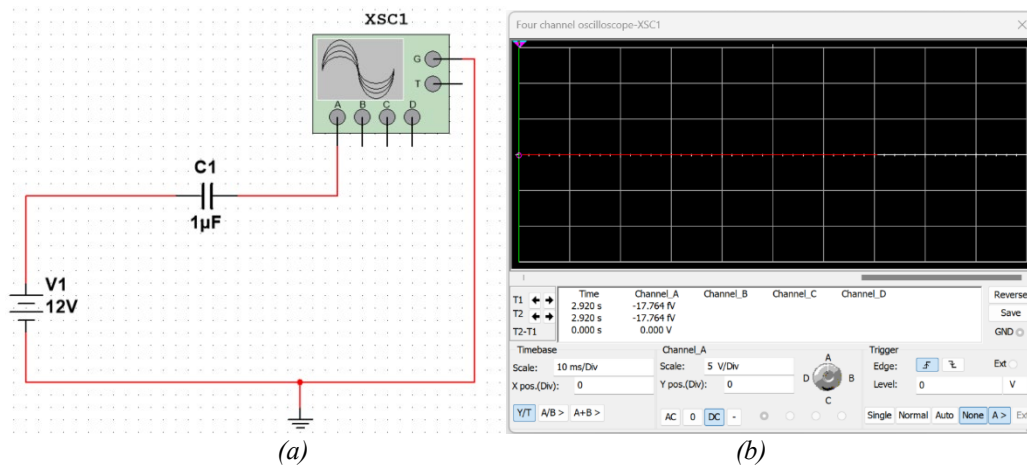 XSC1
G
T
A B C D
C1
1µF
V1
12V
(a)
Four channel oscilloscope-XSC1
Time Channel_A Channel_B Channel_C Channel_D
T1 2.920 s -17.764 fV
T2 2.920 s -17.764 fV
T2-T1 0.000 s 0.000 V
Reverse
Save
GND
Timebase
Scale: 10 ms/Div
X pos.(Div): 0
Y/T A/B > A+B >
Channel_A
Scale: 5 V/Div
Y pos.(Div): 0
AC 0 DC -
A
D B
C
Trigger
Edge: Ext
Level: 0 V
Single Normal Auto None A > Ext
(b)